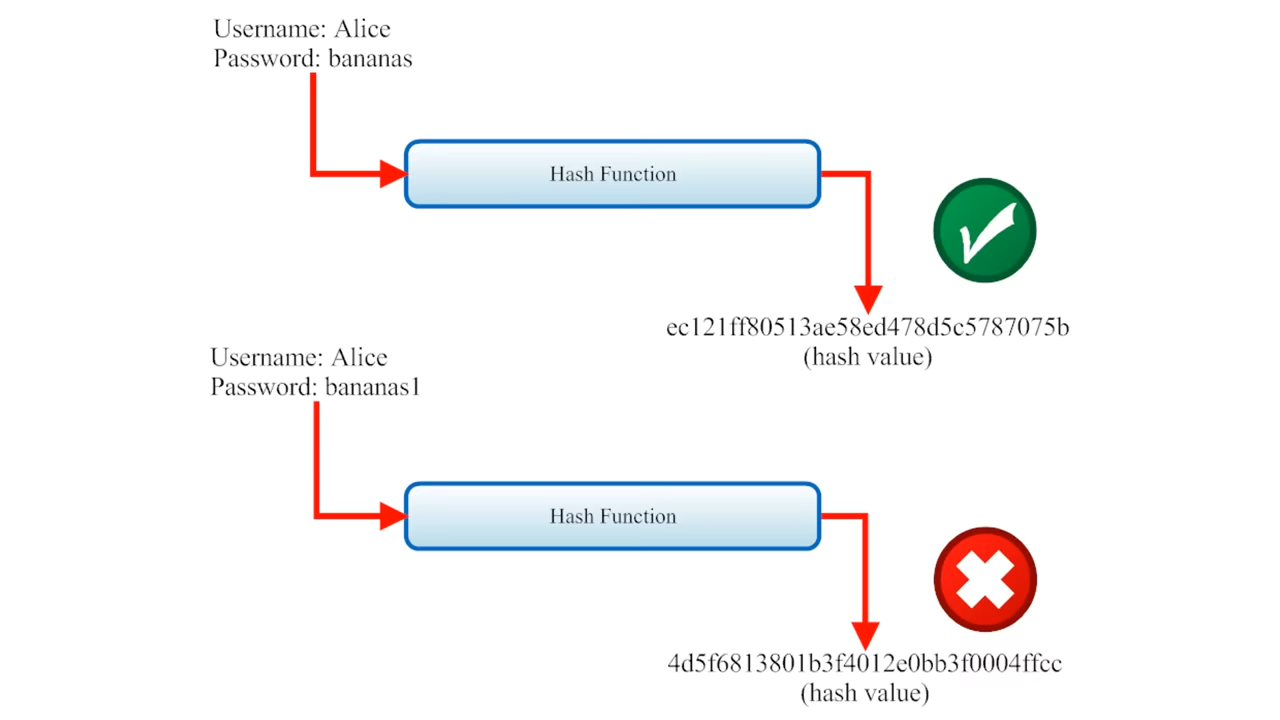 Username: Alice
Password: bananas
Hash Function
ec121ff80513ae58ed478d5c5787075b
(hash value)
Username: Alice
Password: bananas1
Hash Function
4d5f6813801b3f4012e0bb3f0004ffcc
(hash value)